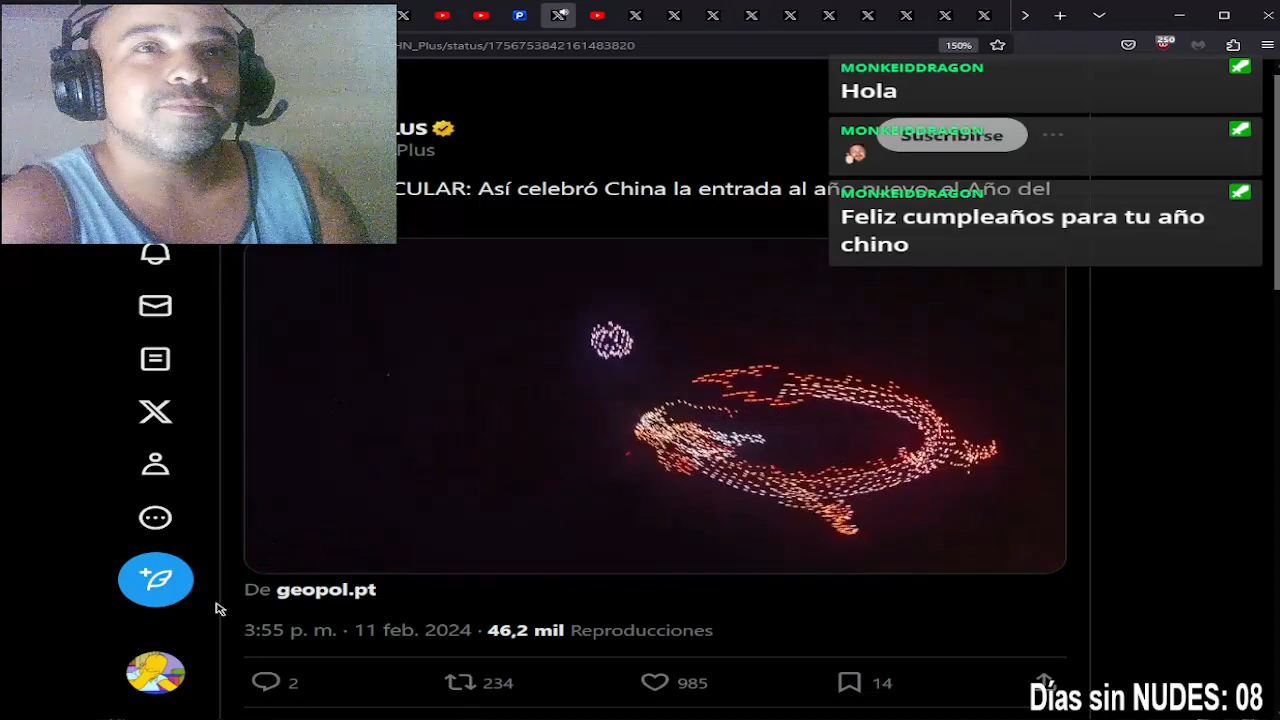 HN_Plus/status/1756753842161483820
150%
250
MONKEIDDRAGON
Hola
LUS
Plus
MONKEIDDRAGON
Suscribirse
CULAR: Así celebró China la entrada al año nuevo, el Año del
MONKEIDDRAGON
Feliz cumpleaños para tu año
chino
De geopol.pt
3:55 p. m. · 11 feb. 2024 · 46,2 mil Reproducciones
2
234
985
14
Días sin NUDES: 08